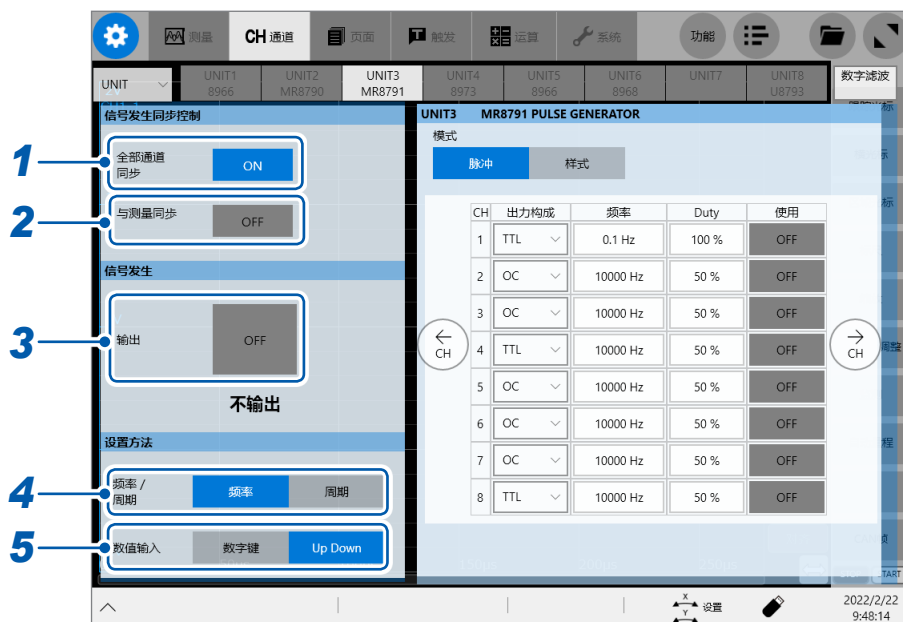 测量
CH 通道
页面
触发
运算
系统
功能
UNIT
UNIT1
8966
UNIT2
MR8790
UNIT3
MR8791
UNIT4
8973
UNIT5
8966
UNIT6
8968
UNIT7
UNIT8
U8793
数字滤波
信号发生同步控制
1
全部通道
同步
ON
2
与测量同步
OFF
信号发生
3
输出
OFF
不输出
设置方法
4
频率 /
周期
频率
周期
5
数值输入
数字键
Up Down
UNIT3 MR8791 PULSE GENERATOR
模式
脉冲
样式
CH 出力构成 频率 Duty 使用
1 TTL 0.1 Hz 100 % OFF
2 OC 10000 Hz 50 % OFF
3 OC 10000 Hz 50 % OFF
4 TTL 10000 Hz 50 % OFF
5 OC 10000 Hz 50 % OFF
6 OC 10000 Hz 50 % OFF
7 OC 10000 Hz 50 % OFF
8 TTL 10000 Hz 50 % OFF
←
CH
→
CH
X
Y
设置
2022/2/22
9:48:14